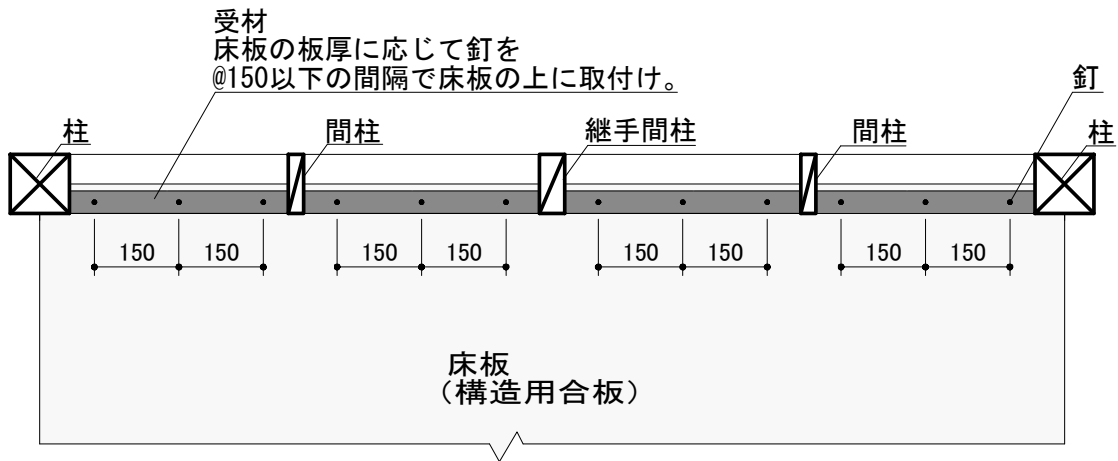 受材
床板の板厚に応じて釘を
@150以下の間隔で床板の上に取付け。
釘
柱
間柱
継手間柱
間柱
柱
150
150
150
150
150
150
150
150
床板
(構造用合板)